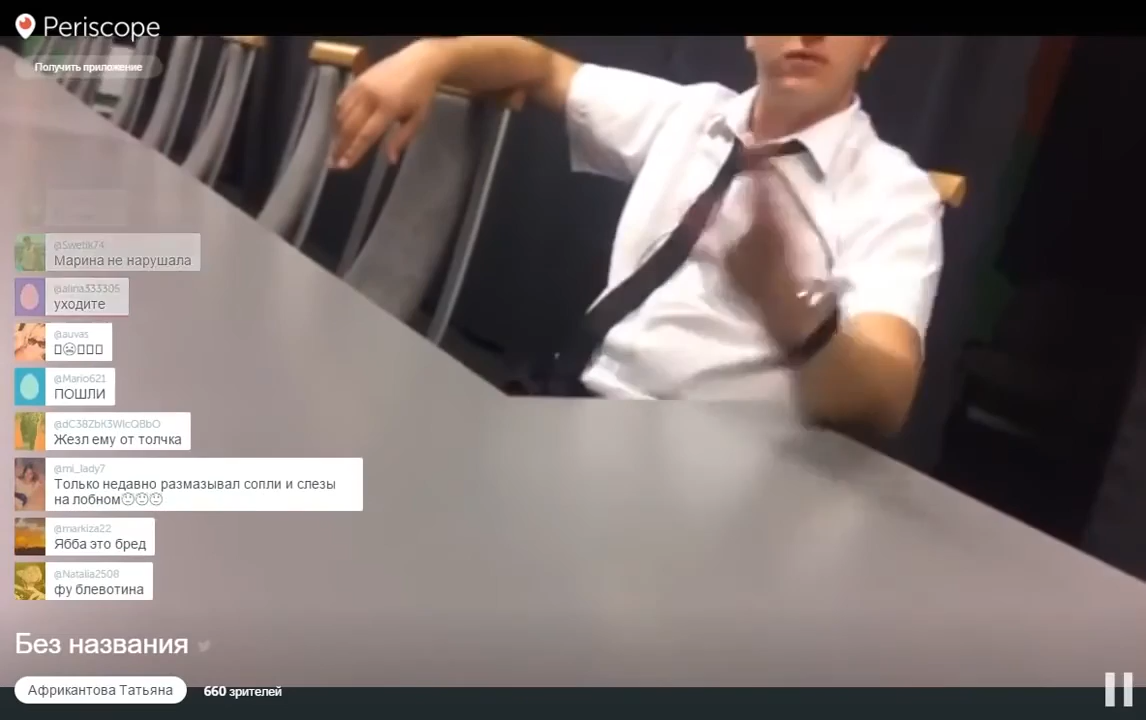 Periscope
Получить приложение
@Swetik74
Марина не нарушала
@alina333305
уходите
@auvas
@Mario621
ПОШЛИ
@dC38ZbK3WlcQBbO
Жезл ему от толчка
@mi_lady7
Только недавно размазывал сопли и слезы
на лобном☹☹☹
@markiza22
Ябба это бред
@Natalia2508
фу блевотина
Без названия
Африкантова Татьяна 660 зрителей